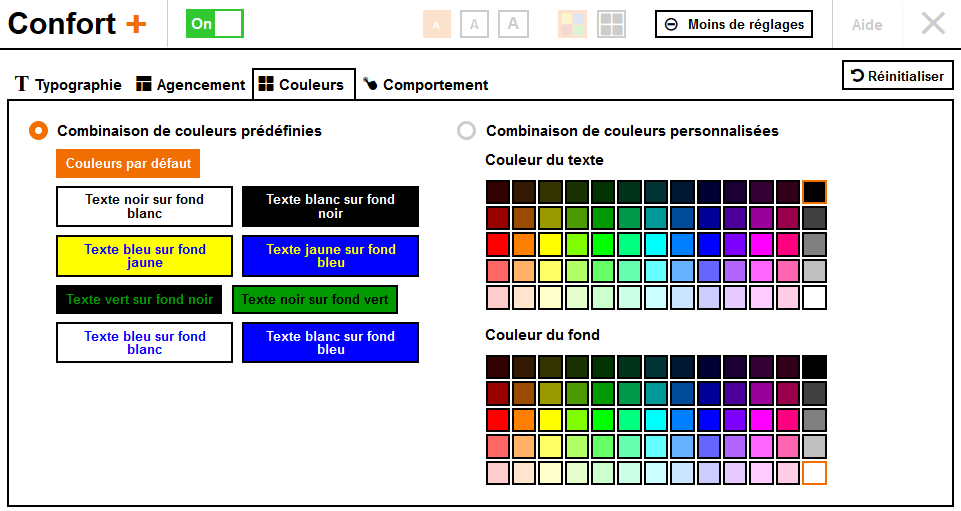 Confort +
On
A
A
A
Moins de réglages
Aide
Réinitialiser
T Typographie
Agencement
Couleurs
Comportement
Combinaison de couleurs prédéfinies
Couleurs par défaut
Texte noir sur fond
blanc
Texte blanc sur fond
noir
Texte bleu sur fond
jaune
Texte jaune sur fond
bleu
Texte vert sur fond noir
Texte noir sur fond vert
Texte bleu sur fond
blanc
Texte blanc sur fond
bleu
Combinaison de couleurs personnalisées
Couleur du texte
Couleur du fond